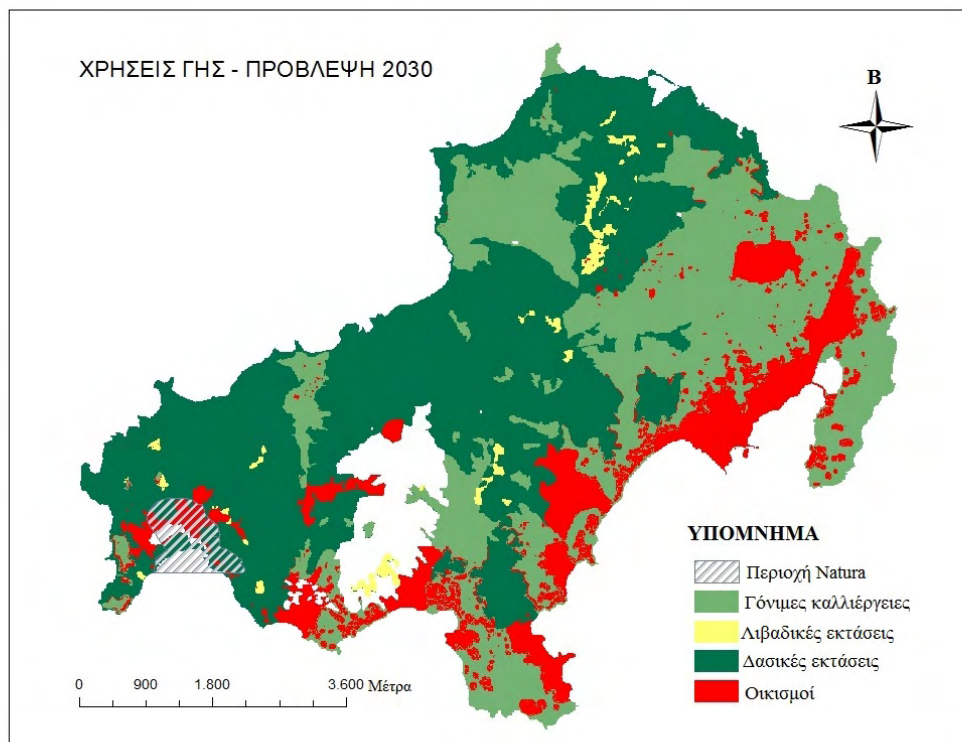 ΧΡΗΣΕΙΣ ΓΗΣ - ΠΡΟΒΛΕΨΗ 2030
Β
ΥΠΟΜΝΗΜΑ
Περιοχή Natura
Γόνιμες καλλιέργειες
Λιβαδικές εκτάσεις
Δασικές εκτάσεις
Οικισμοί
0 900 1.800 3.600 Μέτρα